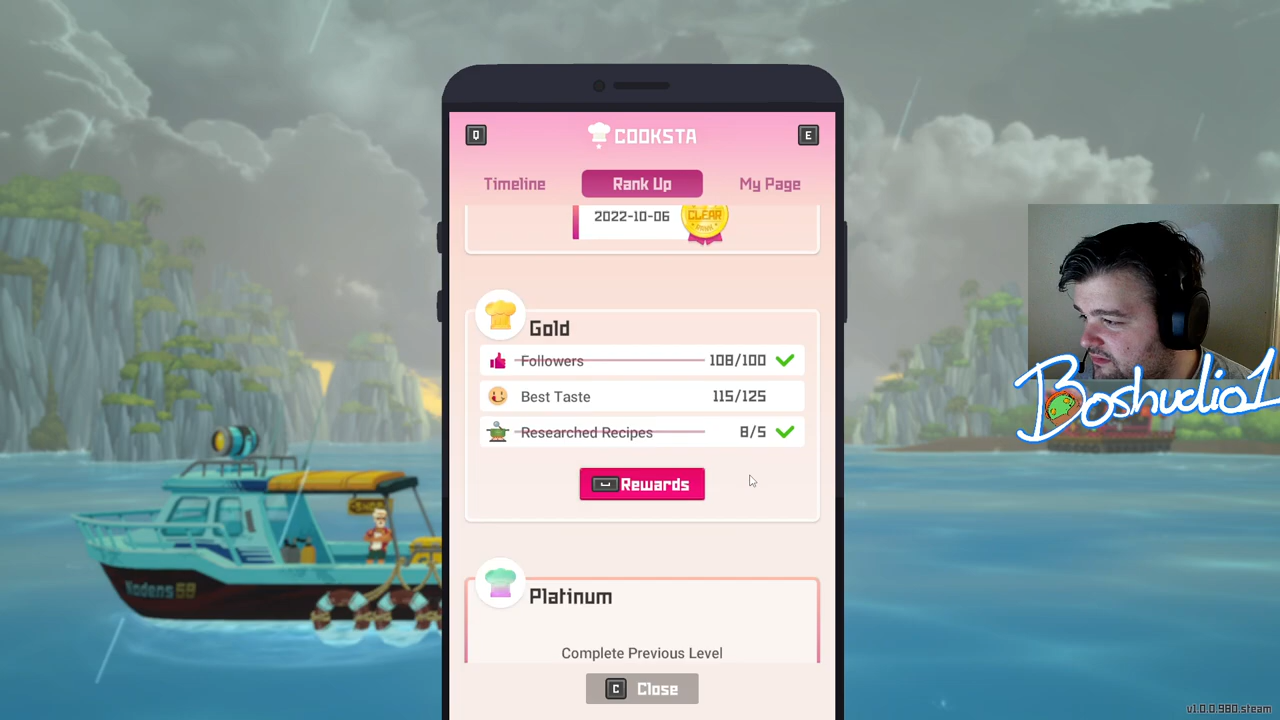 Q
COOKSTA
E
Timeline
Rank Up
My Page
2022-10-06
CLEAR
RANK
Gold
Followers 108/100
Best Taste 115/125
Researched Recipes 8/5
Rewards
Platinum
Complete Previous Level
C Close
Boshudio1
v1.0.0.980.steam